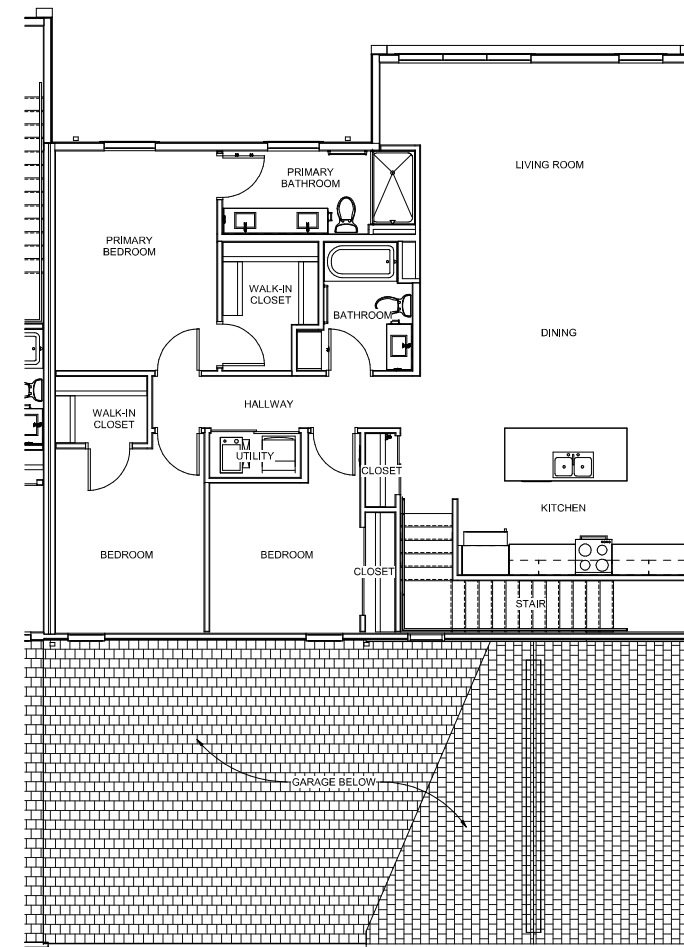 LIVING ROOM
PRIMARY
BATHROOM
PRIMARY
BEDROOM
WALK-IN
CLOSET
BATHROOM
DINING
HALLWAY
WALK-IN
CLOSET
UTILITY
CLOSET
KITCHEN
BEDROOM
BEDROOM
CLOSET
STAIR
GARAGE BELOW